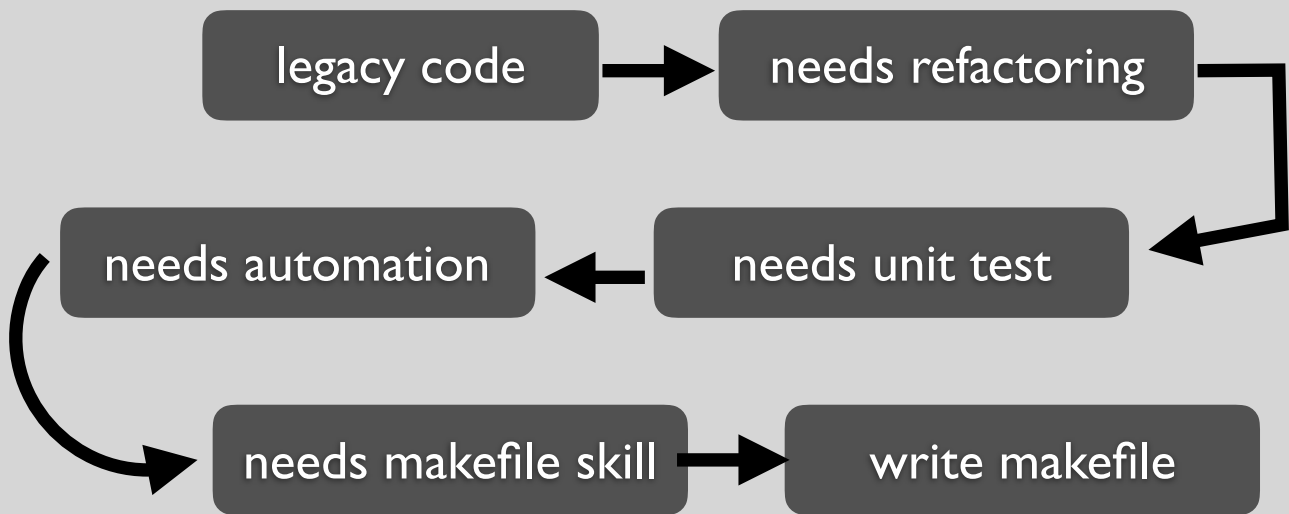 legacy code
needs refactoring
needs unit test
needs automation
needs makefile skill
write makefile